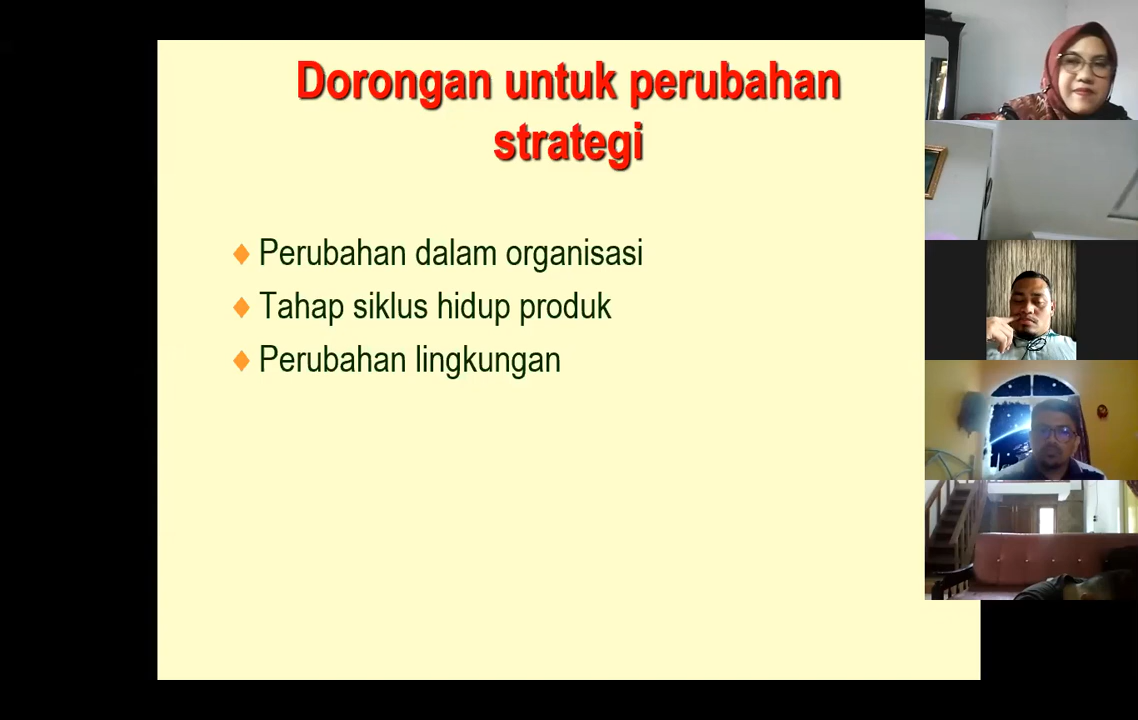 Dorongan untuk perubahan
strategi
Perubahan dalam organisasi
Tahap siklus hidup produk
Perubahan lingkungan